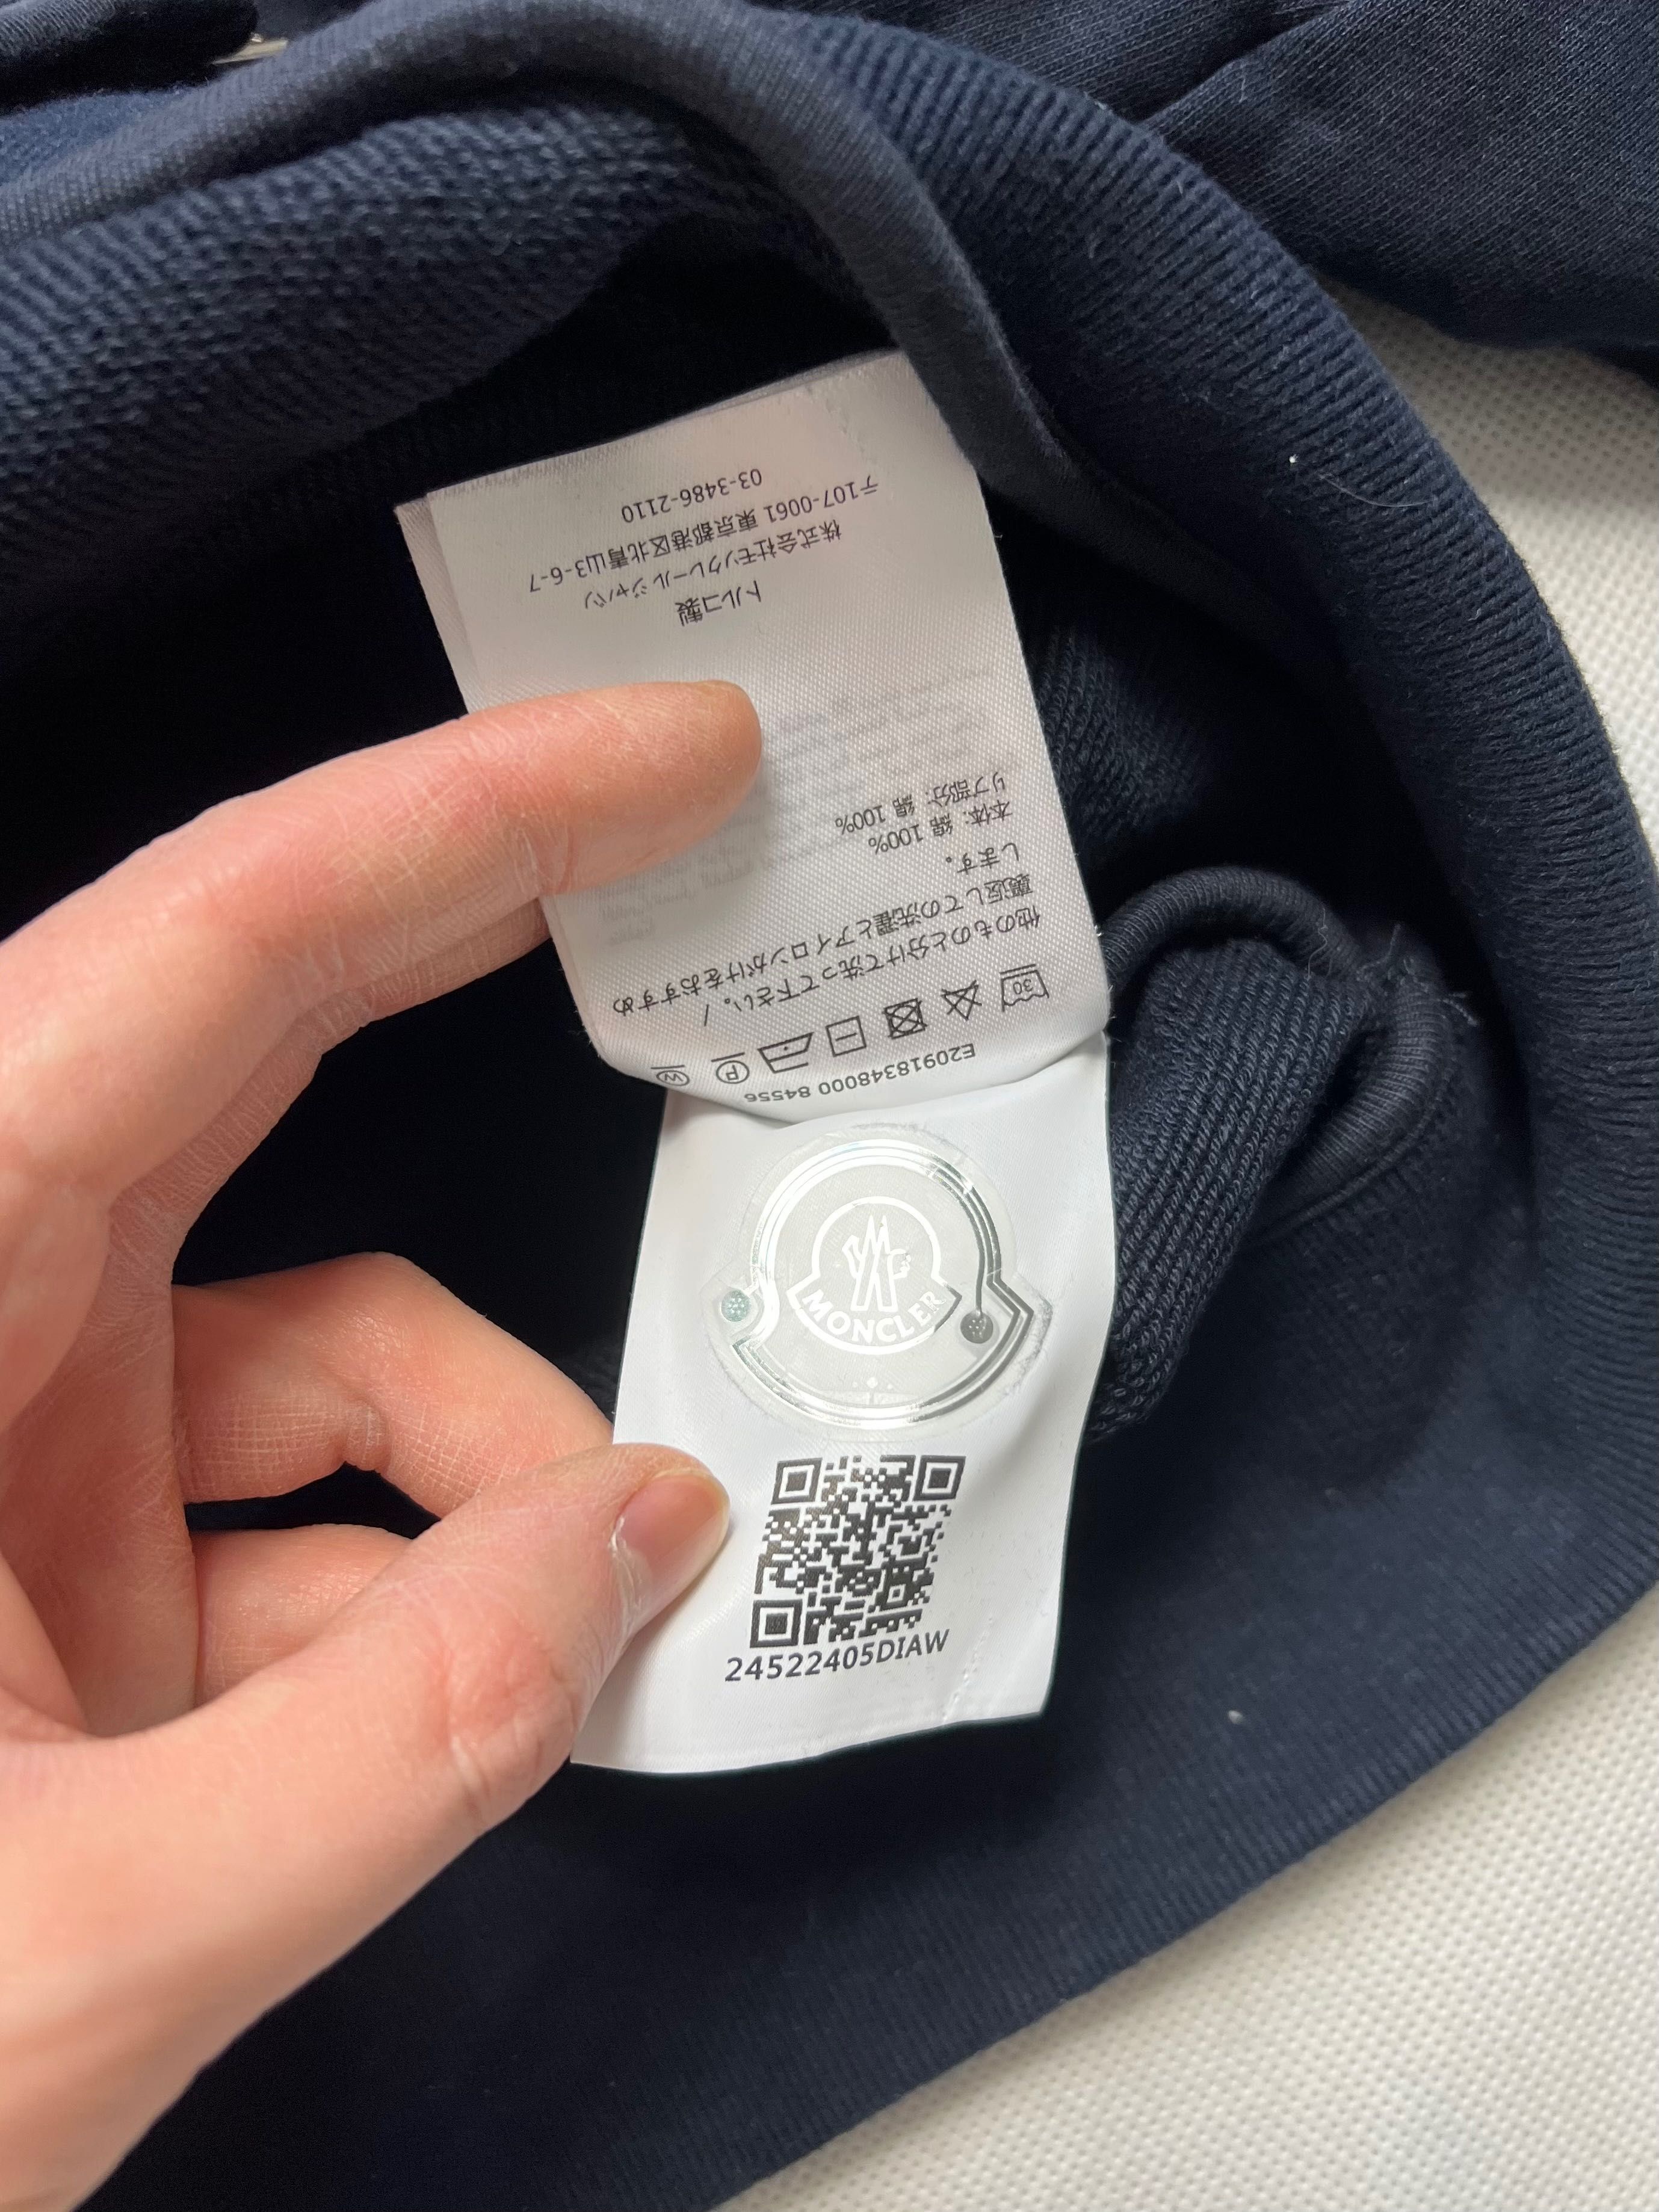 E20918348000 84556
30
P
W
他のものと分けて洗って下さい。/
裏返しての洗濯とアイロンがけをおすすめ
します。
本体: 綿 100%
リブ部分: 綿 100%
トルコ製
株式会社モンクレール ジャパン
〒107-0061 東京都港区北青山3-6-7
03-3486-2110
MONCLER
24522405DIAW